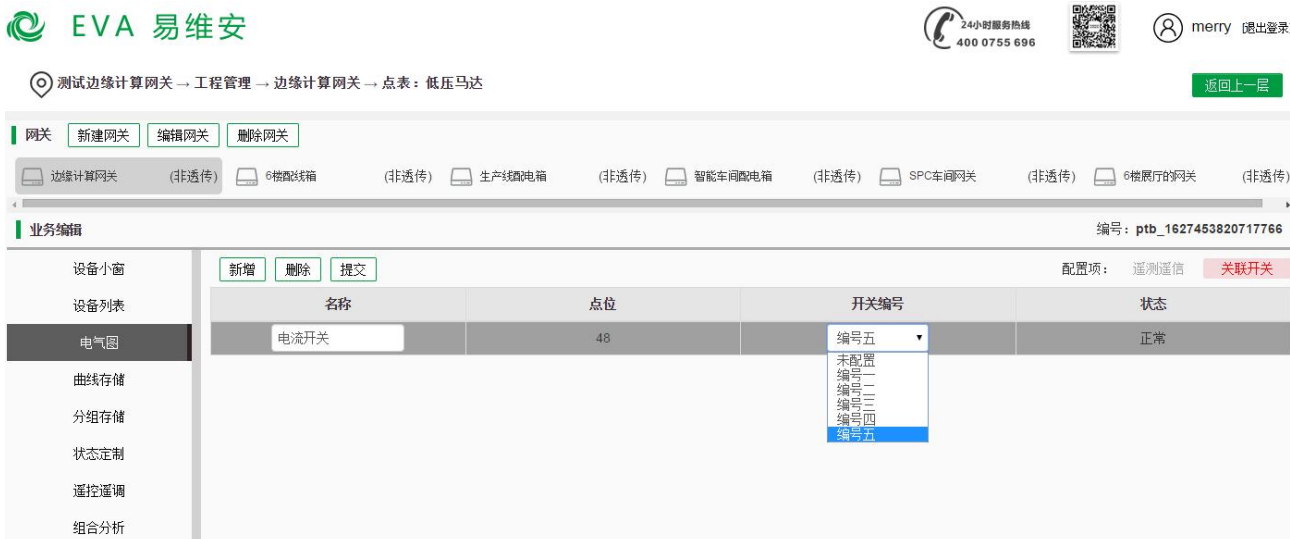 EVA 易维安
24小时服务热线
400 0755 696
merry [退出登录]
测试边缘计算网关 → 工程管理 → 边缘计算网关 → 点表：低压马达
返回上一层
网关 新建网关 编辑网关 删除网关
边缘计算网关 (非透传) 6楼配线箱 (非透传) 生产线配电箱 (非透传) 智能车间配电箱 (非透传) SPC车间网关 (非透传) 6楼展厅的网关 (非透传)
业务编辑 编号：ptb_1627453820717766
设备小窗 新增 删除 提交 配置项： 遥测遥信 关联开关
设备列表 名称 点位 开关编号 状态
电气图 电流开关 48 编号五 正常
未配置
编号一
编号二
编号三
编号四
编号五
曲线存储
分组存储
状态定制
遥控遥调
组合分析